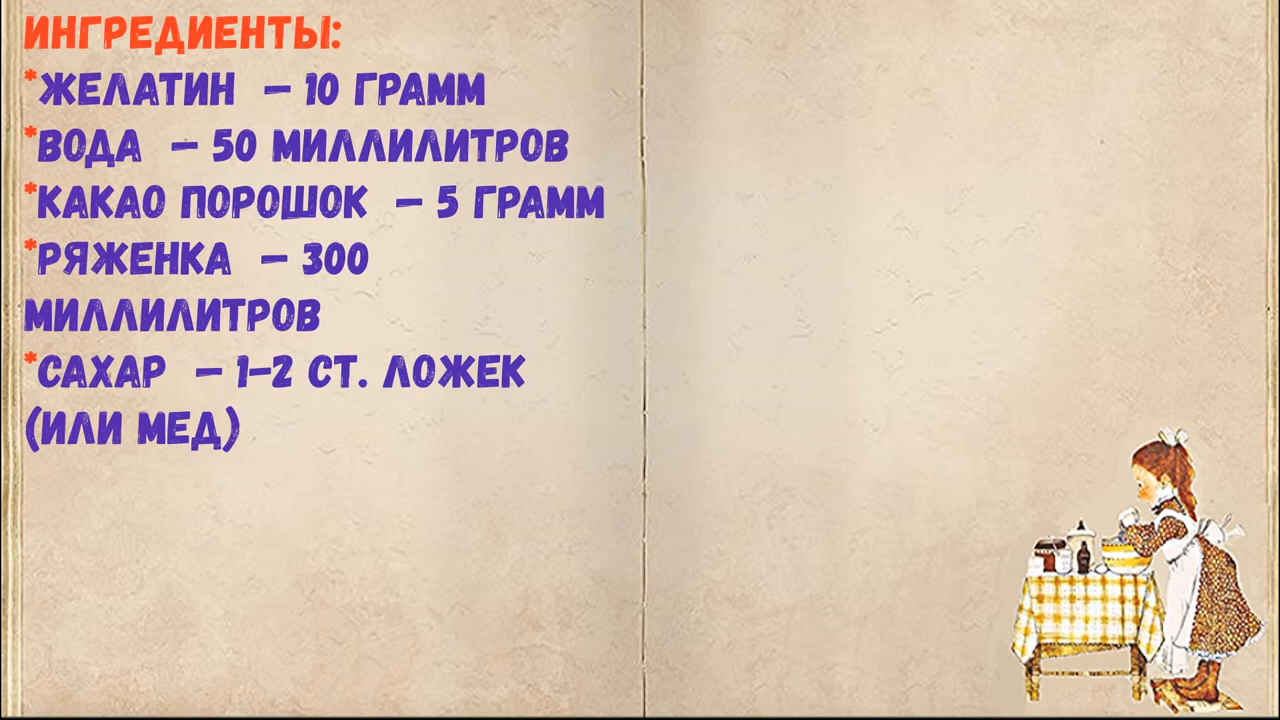 ИНГРЕДИЕНТЫ:
*ЖЕЛАТИН – 10 ГРАММ
*ВОДА – 50 МИЛЛИЛИТРОВ
*КАКАО ПОРОШОК – 5 ГРАММ
*РЯЖЕНКА – 300
МИЛЛИЛИТРОВ
*САХАР – 1-2 СТ. ЛОЖЕК
(ИЛИ МЕД)